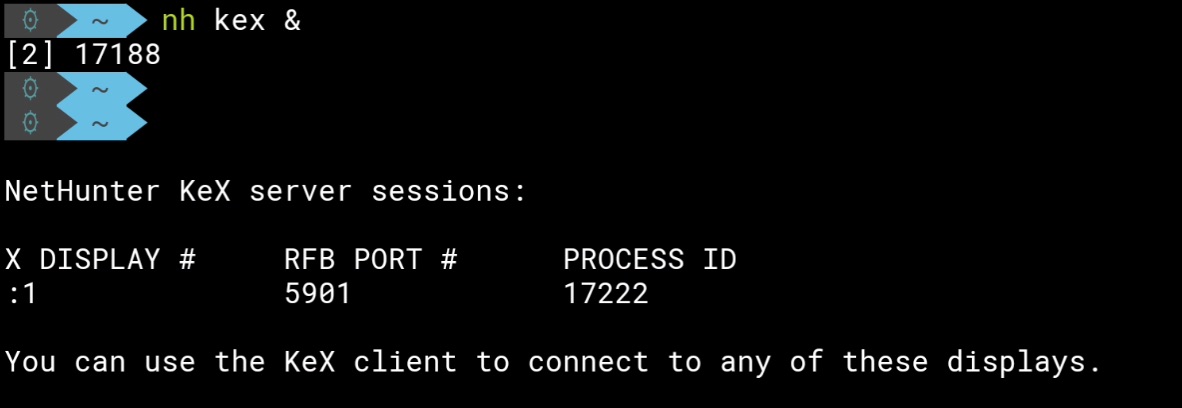 ~ nh kex &
[2] 17188
~
~
NetHunter KeX server sessions:
X DISPLAY # RFB PORT # PROCESS ID
:1 5901 17222
You can use the KeX client to connect to any of these displays.